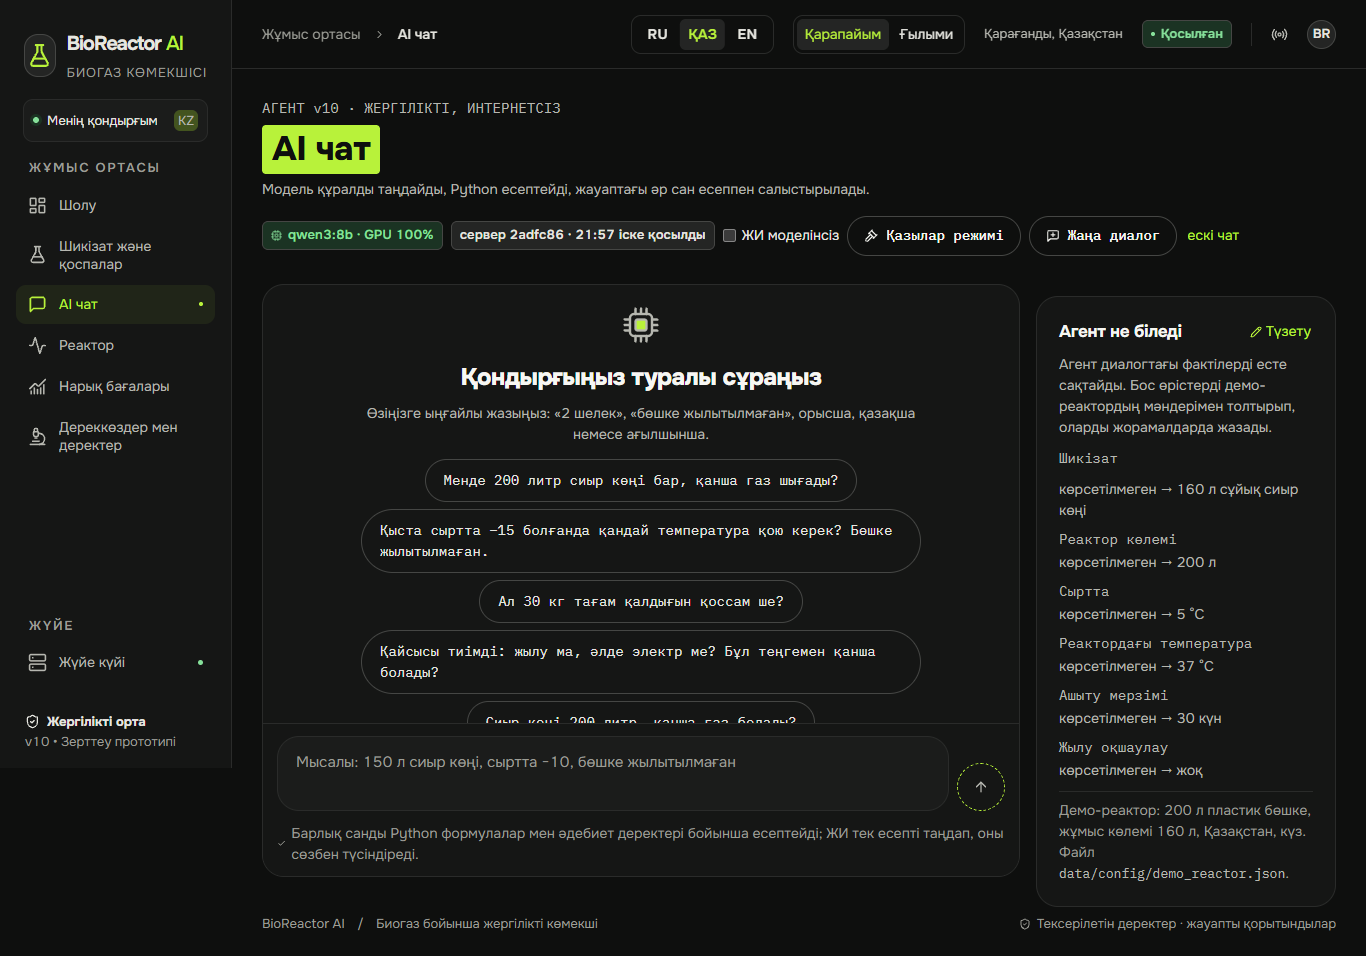 BioReactor AI
БИОГАЗ КӨМЕКШІСІ
Менің қондырғым
KZ
ЖҰМЫС ОРТАСЫ
Шолу
Шикізат және
қоспалар
AI чат
Реактор
Нарық бағалары
Дереккөздер мен
деректер
ЖҮЙЕ
Жүйе күйі
Жергілікті орта
v10 • Зерттеу прототипі
Жұмыс ортасы > AI чат
RU ҚАЗ EN
Қарапайым Ғылыми
Қарағанды, Қазақстан
• Қосылған
BR
АГЕНТ v10 · ЖЕРГІЛІКТІ, ИНТЕРНЕТСІЗ
AI чат
Модель құралды таңдайды, Python есептейді, жауаптағы әр сан есеппен салыстырылады.
qwen3:8b · GPU 100%
сервер 2adfc86 · 21:57 іске қосылды
ЖИ моделінсіз
Қазылар режимі
Жаңа диалог
ескі чат
Қондырғыңыз туралы сұраңыз
Өзіңізге ыңғайлы жазыңыз: «2 шелек», «бөшке жылытылмаған», орысша, қазақша
немесе ағылшынша.
Менде 200 литр сиыр көңі бар, қанша газ шығады?
Қыста сыртта −15 болғанда қандай температура қою керек? Бөшке
жылытылмаған.
Ал 30 кг тағам қалдығын қоссам ше?
Қайсысы тиімді: жылу ма, әлде электр ме? Бұл теңгемен қанша
болады?
Сиыр көңі 200 литр, қанша газ болады?
Мысалы: 150 л сиыр көңі, сыртта −10, бөшке жылытылмаған
Барлық санды Python формулалар мен әдебиет деректері бойынша есептейді; ЖИ тек есепті таңдап, оны
сөзбен түсіндіреді.
Агент не біледі
Түзету
Агент диалогтағы фактілерді есте
сақтайды. Бос өрістерді демо-
реактордың мәндерімен толтырып,
оларды жорамалдарда жазады.
Шикізат
көрсетілмеген → 160 л сұйық сиыр
көңі
Реактор көлемі
көрсетілмеген → 200 л
Сыртта
көрсетілмеген → 5 °C
Реактордағы температура
көрсетілмеген → 37 °C
Ашыту мерзімі
көрсетілмеген → 30 күн
Жылу оқшаулау
көрсетілмеген → жоқ
Демо-реактор: 200 л пластик бөшке,
жұмыс көлемі 160 л, Қазақстан, күз.
Файл
data/config/demo_reactor.json.
BioReactor AI / Биогаз бойынша жергілікті көмекші
Тексерілетін деректер · жауапты қорытындылар